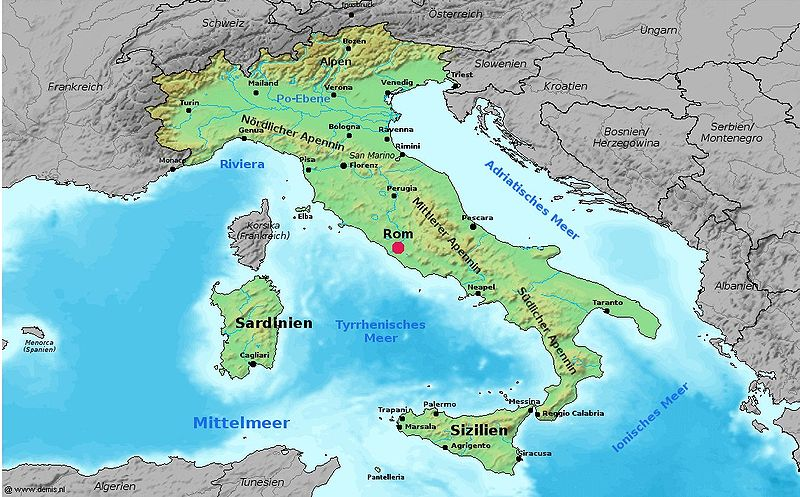 Innsbruck
Schweiz
Österreich
Ungarn
Bozen
Alpen
Slowenien
Mailand
Verona
Venedig
Triest
Kroatien
Frankreich
Po-Ebene
Turin
Nördlicher Apennin
Bologna
Ravenna
Genua
Bosnien/
Herzegowina
Serbien/
Montenegro
Rimini
San Marino
Monaco
Riviera
Pisa
Florenz
Adriatisches Meer
Perugia
Elba
Mittlerer Apennin
Pescara
Korsika
(Frankreich)
Rom
Albanien
Neapel
Südlicher Apennin
Taranto
Sardinien
Tyrrhenisches
Meer
Menorca
(Spanien)
Cagliari
Ionisches Meer
Mittelmeer
Trapani
Palermo
Messina
Reggio Calabria
Marsala
Sizilien
Agrigento
Siracusa
Pantelleria
Algerien
Tunesien
@ www.demis.nl